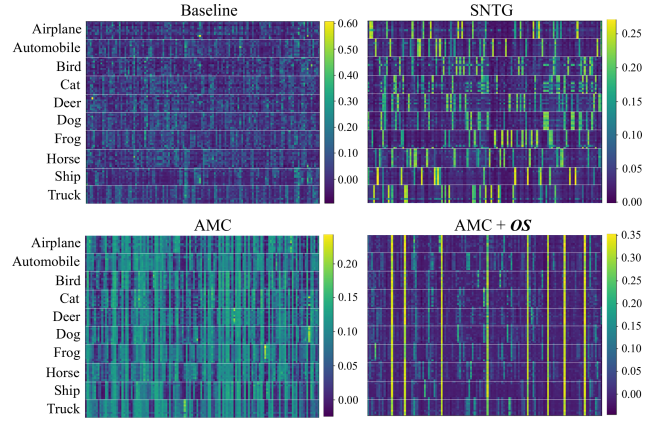 Baseline
SNTG
Airplane
Automobile
Bird
Cat
Deer
Dog
Frog
Horse
Ship
Truck
0.60
0.50
0.40
0.30
0.20
0.10
0.00
0.25
0.20
0.15
0.10
0.05
0.00
AMC
AMC + OS
Airplane
Automobile
Bird
Cat
Deer
Dog
Frog
Horse
Ship
Truck
0.20
0.15
0.10
0.05
0.00
0.35
0.30
0.25
0.20
0.15
0.10
0.05
0.00